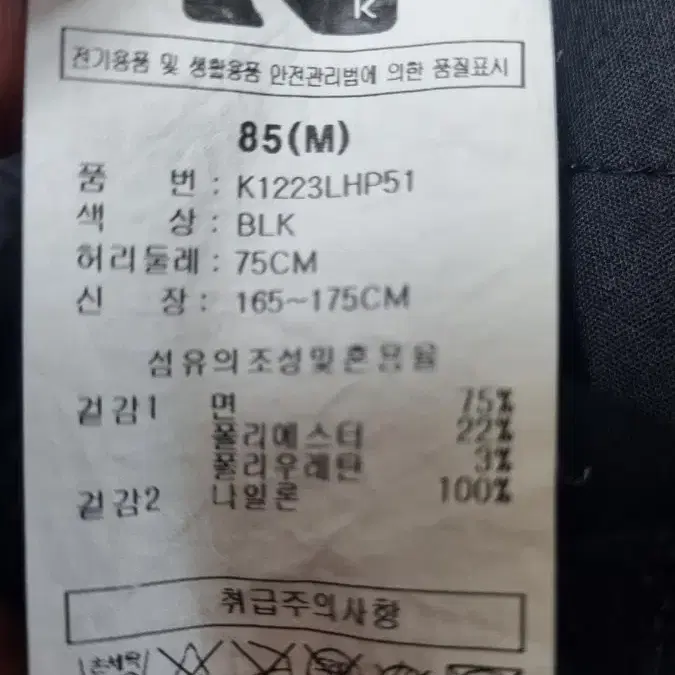 K
전기용품 및 생활용품 안전관리법에 의한 품질표시
85(M)
품 번 : K1223LHP51
색 상 : BLK
허리둘레 : 75CM
신 장 : 165~175CM
섬유의조성및혼용율
겉감1 면 75%
폴리에스터 22%
폴리우레탄 3%
겉감2 나일론 100%
취급주의사항
손세탁